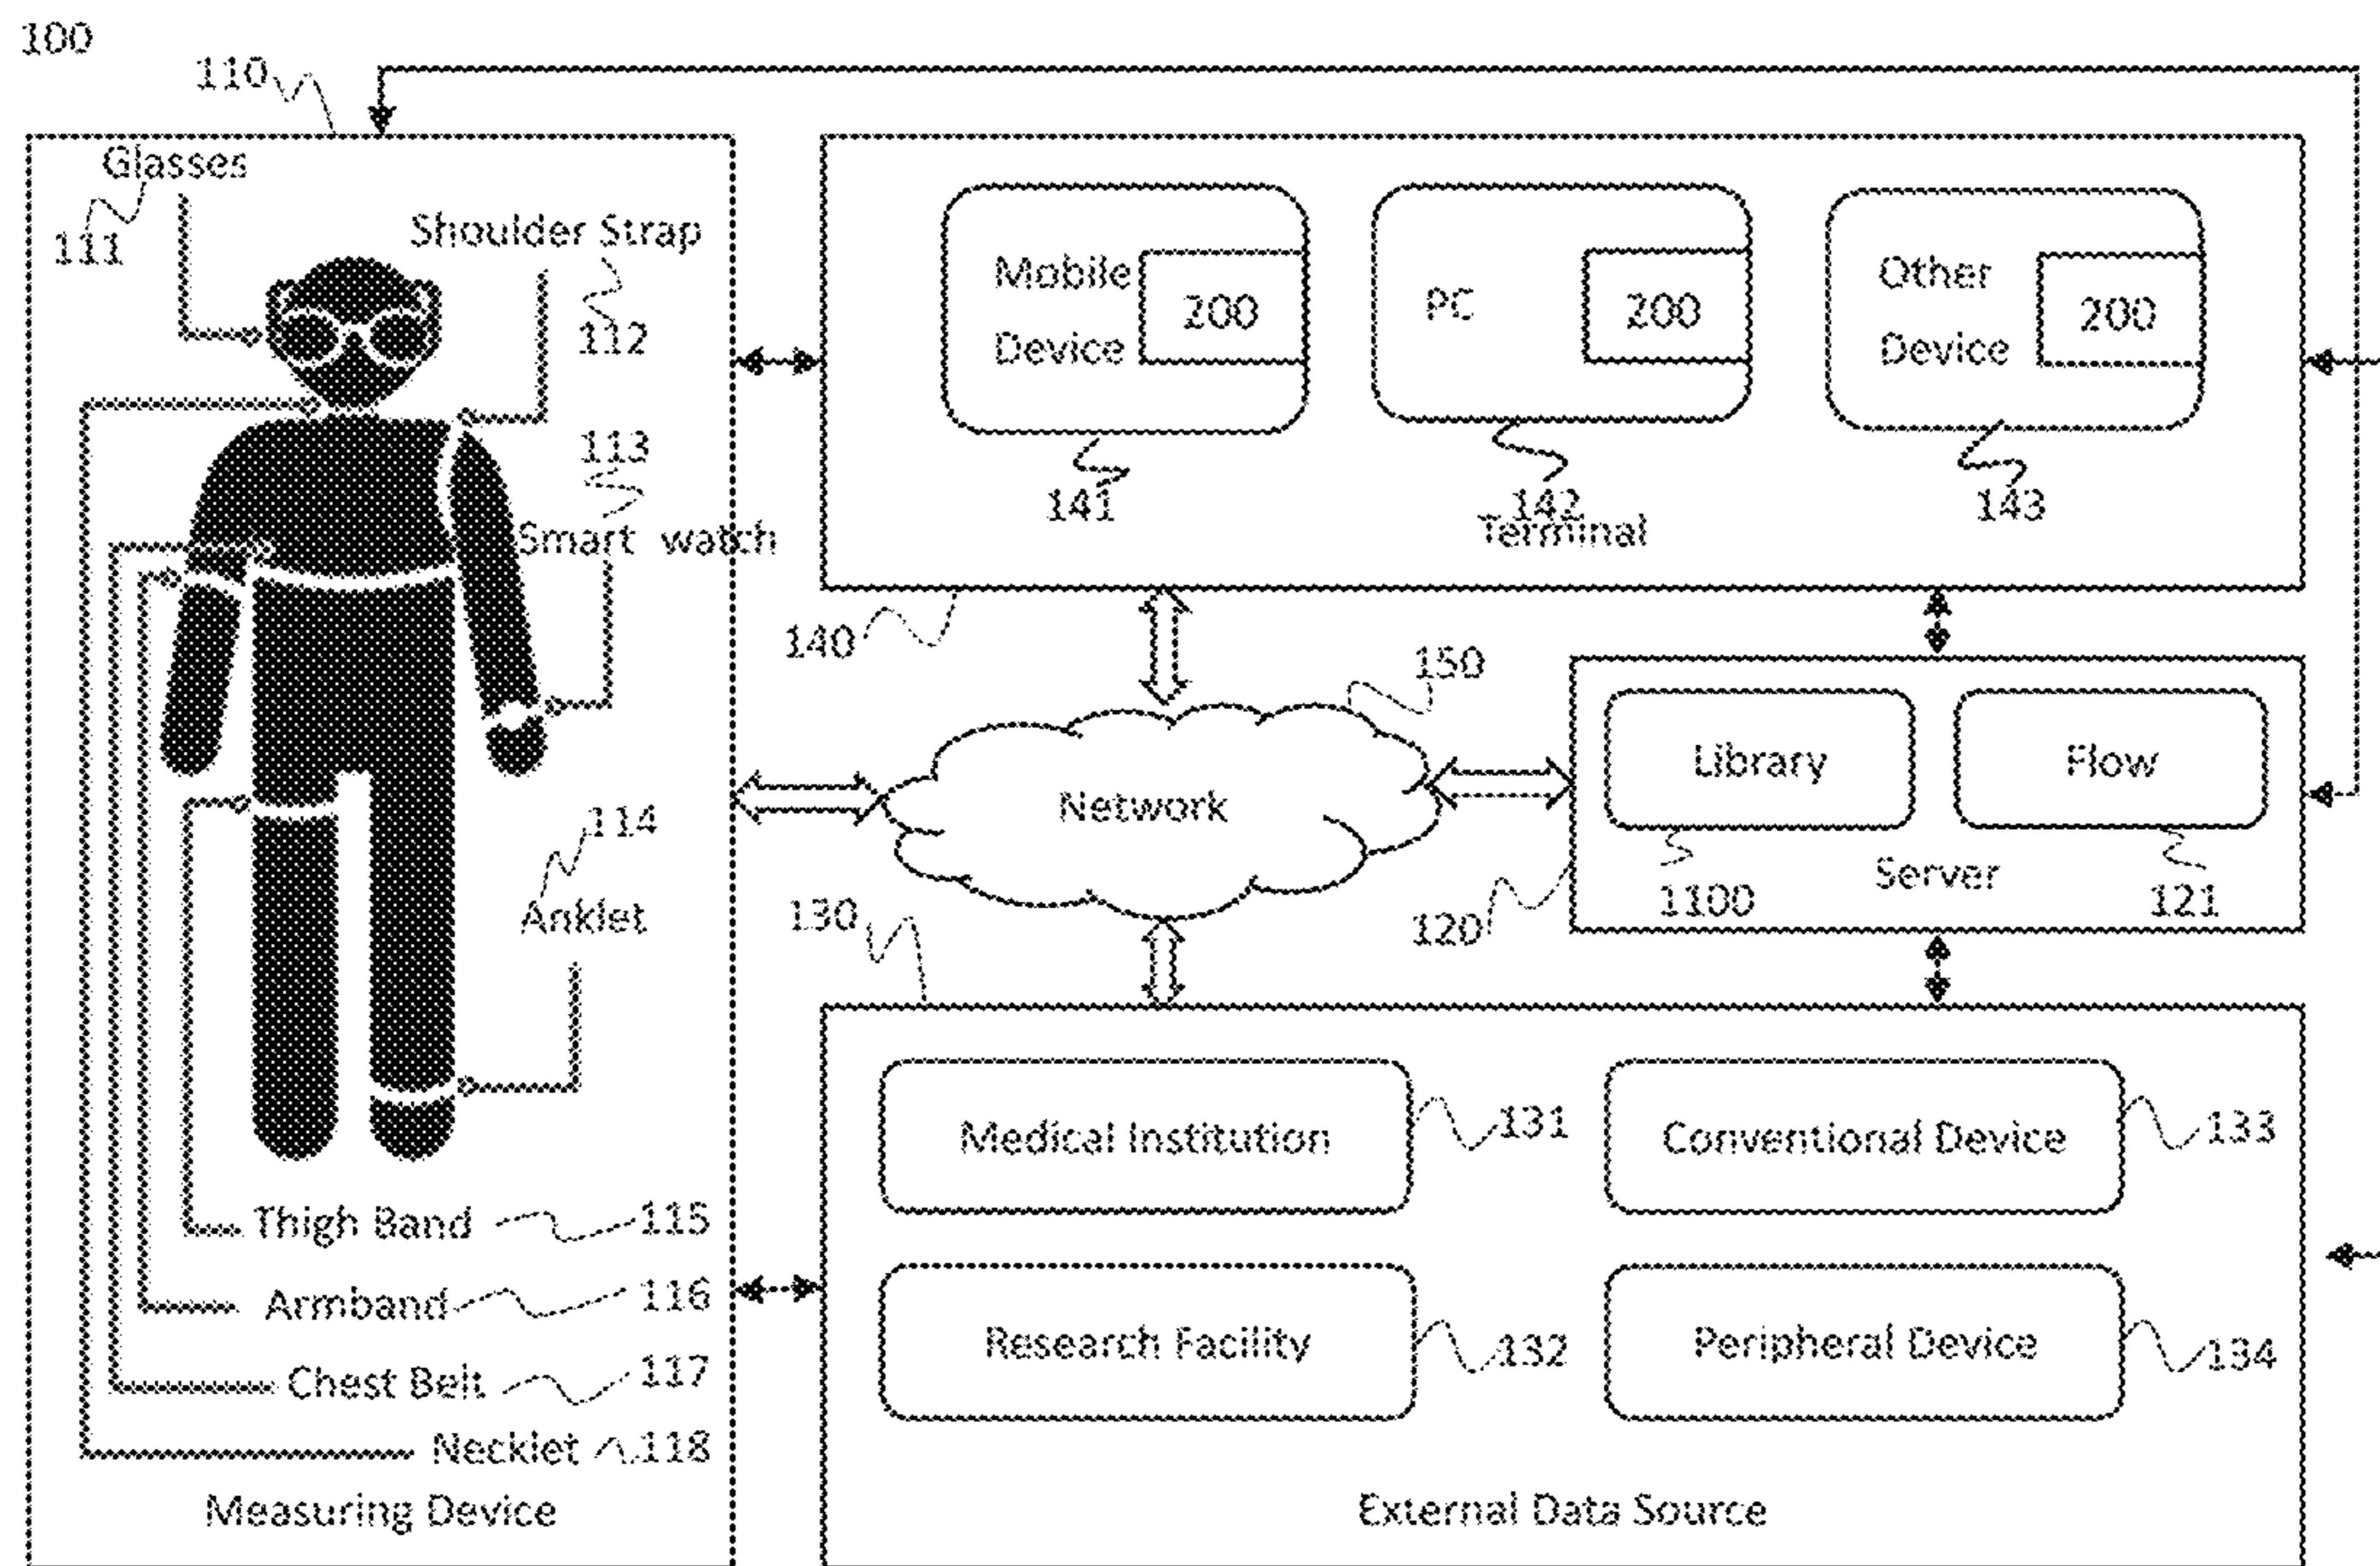 100
110
Glasses
111
Shoulder Strap
112
113
Smart watch
114
Anklet
Thigh Band 115
Armband 116
Chest Belt 117
Necklet 118
Measuring Device
Mobile
Device
200
141
PC
200
142
Other
Device
200
143
Terminal
140
150
Network
Library
1100
Flow
121
Server
120
130
Medical Institution
131
Conventional Device
133
Research Facility
132
Peripheral Device
134
External Data Source